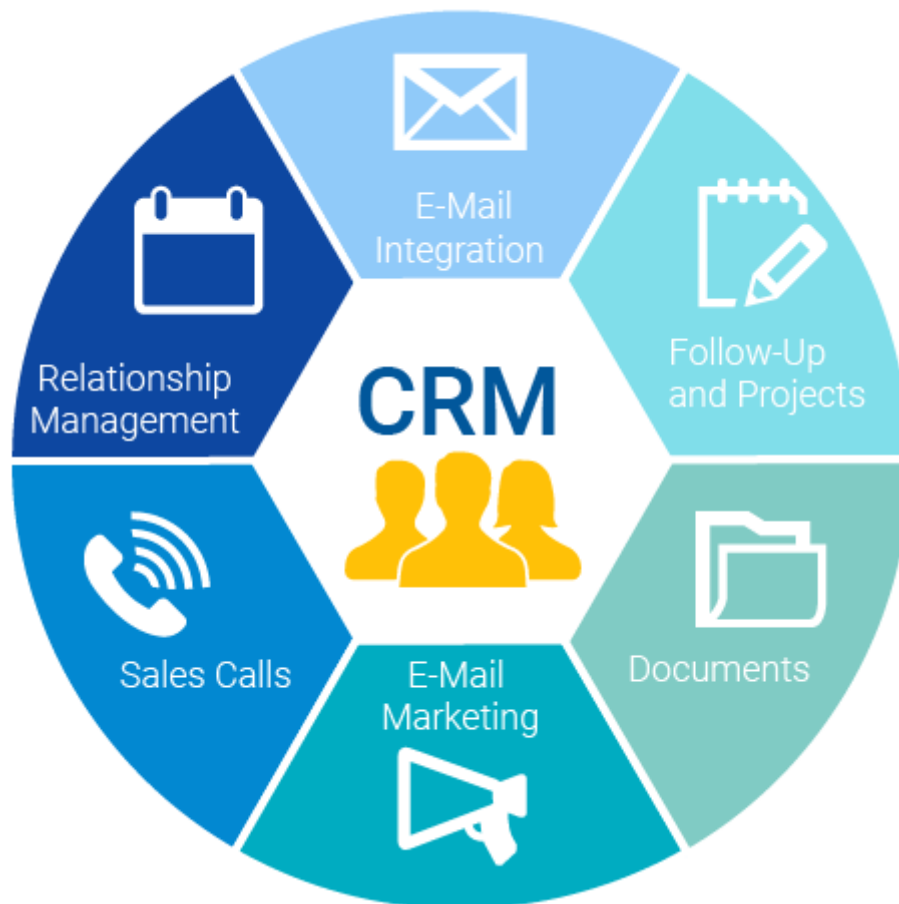 E-Mail
Integration
Follow-Up
and Projects
Relationship
Management
CRM
Sales Calls
E-Mail
Marketing
Documents